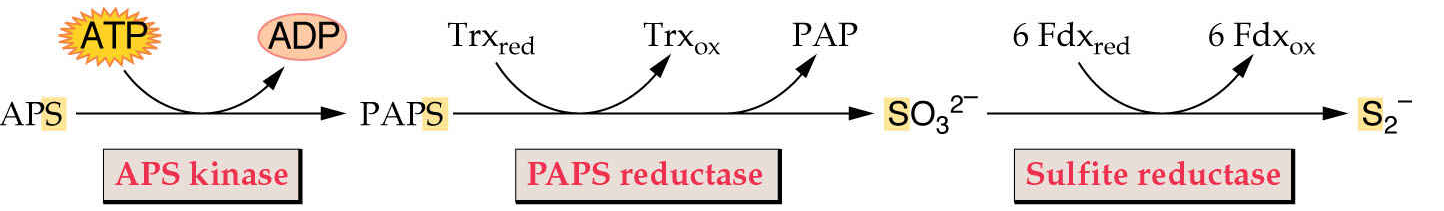 ATP ADP Trxred Trxox PAP 6 Fdxred 6 Fdxox
APS PAPS SO₃²⁻ S₂⁻
APS kinase PAPS reductase Sulfite reductase